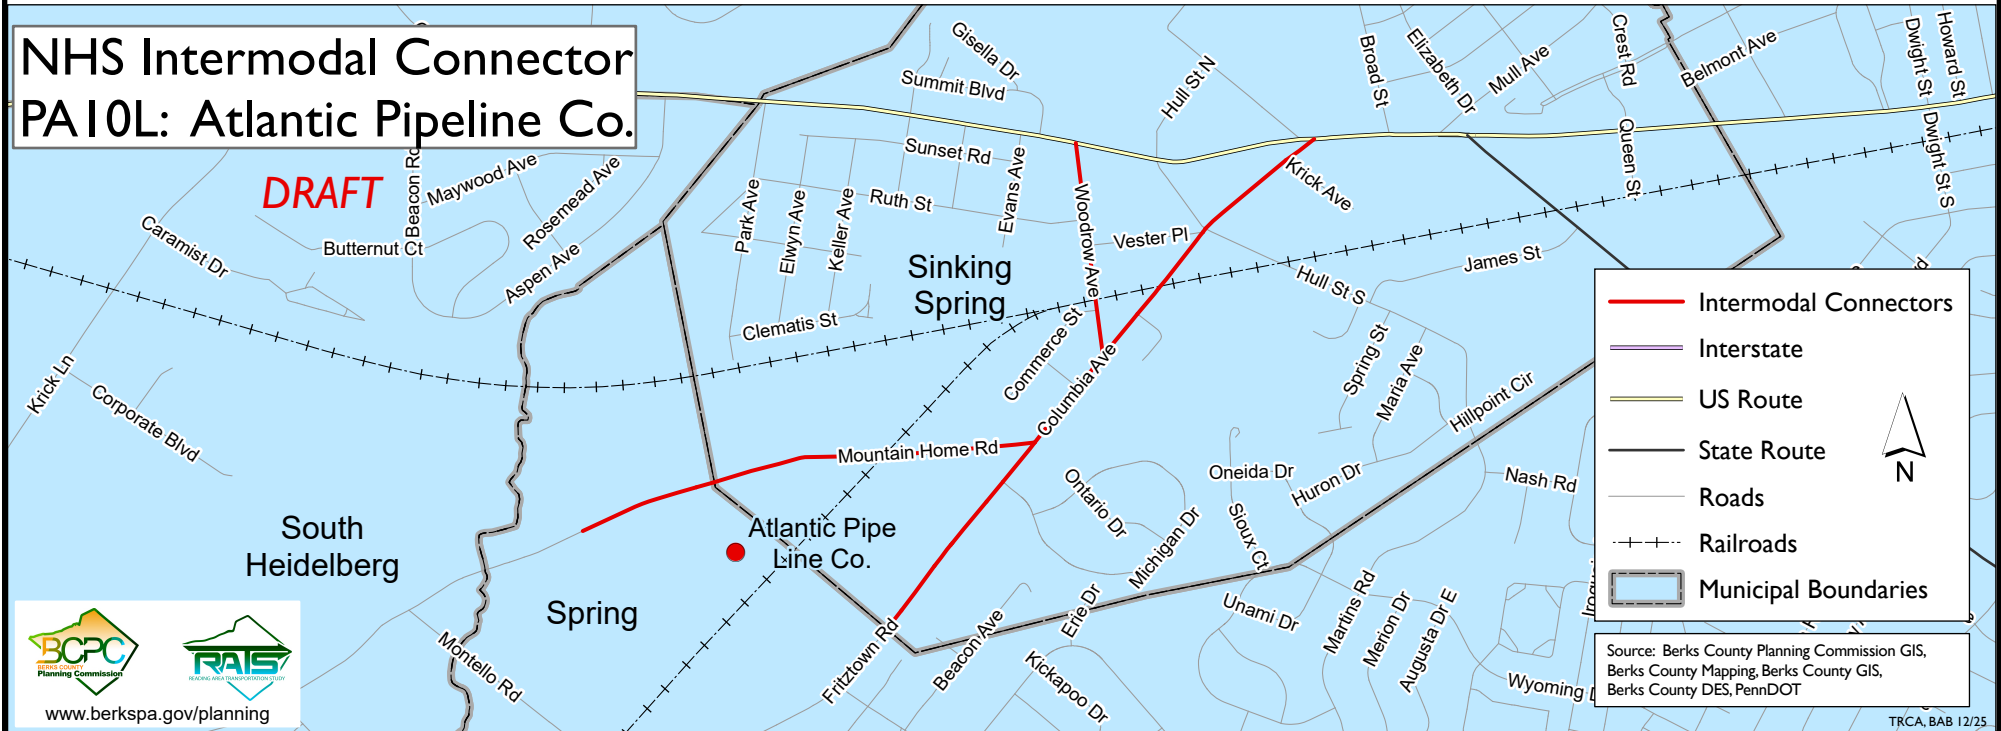 NHS Intermodal Connector
PA10L: Atlantic Pipeline Co.
DRAFT
Gisella Dr
Summit Blvd
Hull St N
Broad St
Elizabeth Dr
Mull Ave
Crest Rd
Belmont Ave
Dwight St
Howard St
Beacon Rd
Maywood Ave
Rosemead Ave
Caramist Dr
Butternut Ct
Aspen Ave
Park Ave
Elwyn Ave
Keller Ave
Sunset Rd
Ruth St
Evans Ave
Woodrow Ave
Vester Pl
Krick Ave
Queen St
Dwight St S
Sinking
Spring
Hull St S
James St
Clematis St
Commerce St
Columbia Ave
Spring St
Maria Ave
Hillpoint Cir
Krick Ln
Corporate Blvd
Mountain Home Rd
Ontario Dr
Oneida Dr
Huron Dr
Nash Rd
Michigan Dr
Sioux Ct
South
Heidelberg
Atlantic Pipe
Line Co.
Spring
Montello Rd
Fritztown Rd
Beacon Ave
Erie Dr
Kickapoo Dr
Unami Dr
Martins Rd
Merion Dr
Augusta Dr E
Wyoming
Intermodal Connectors
Interstate
US Route
State Route
Roads
Railroads
Municipal Boundaries
N
Source: Berks County Planning Commission GIS,
Berks County Mapping, Berks County GIS,
Berks County DES, PennDOT
TRCA, BAB 12/25
BCPC
BERKS COUNTY
Planning Commission
RATS
READING AREA TRANSPORTATION STUDY
www.berkspa.gov/planning